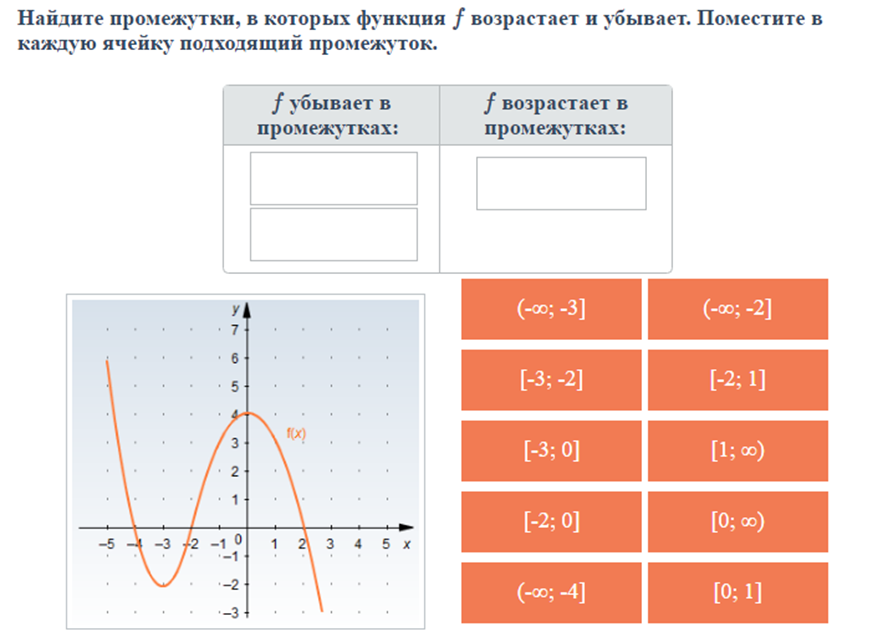 Найдите промежутки, в которых функция f возрастает и убывает. Поместите в
каждую ячейку подходящий промежуток.
f убывает в
промежутках:
f возрастает в
промежутках:
y
7
6
5
4
3
2
1
f(x)
–5 –4 –3 –2 –1 0 1 2 3 4 5 x
–1
–2
–3
(-∞; -3]
(-∞; -2]
[-3; -2]
[-2; 1]
[-3; 0]
[1; ∞)
[-2; 0]
[0; ∞)
(-∞; -4]
[0; 1]